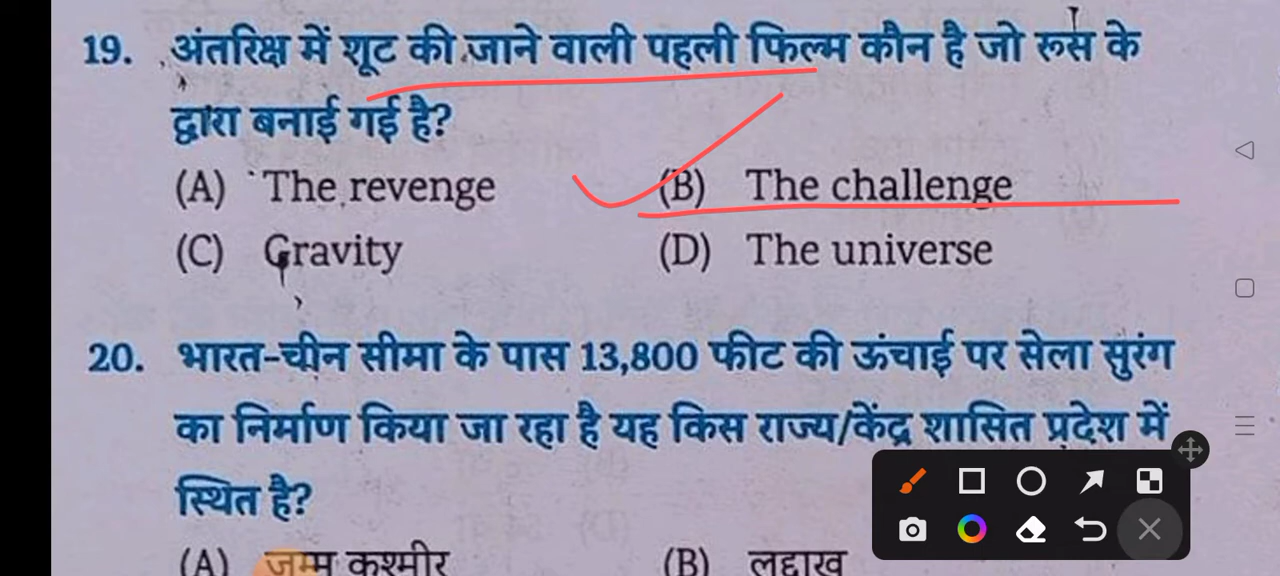 19. अंतरिक्ष में शूट की जाने वाली पहली फिल्म कौन है जो रूस के
द्वारा बनाई गई है?
(A) The revenge (B) The challenge
(C) Gravity (D) The universe
20. भारत-चीन सीमा के पास 13,800 फीट की ऊंचाई पर सेला सुरंग
का निर्माण किया जा रहा है यह किस राज्य/केंद्र शासित प्रदेश में
स्थित है?
(A) जम्मू कश्मीर (B) लद्दाख